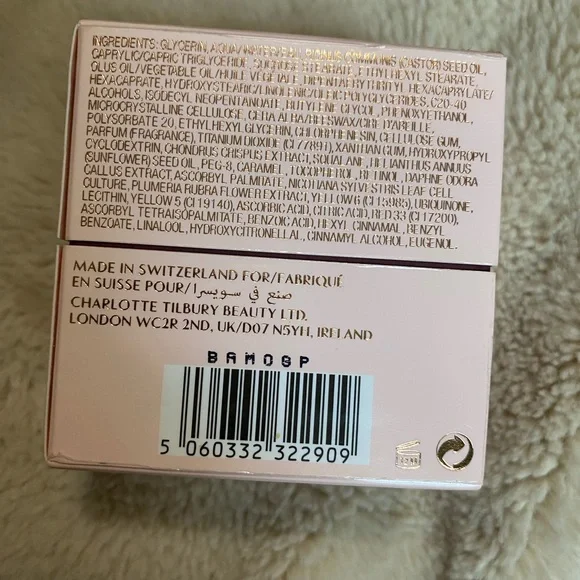 INGREDIENTS: GLYCERIN, AQUA/WATER/EAU, RICINUS COMMUNIS (CASTOR) SEED OIL,
CAPRYLIC/CAPRIC TRIGLYCERIDE, SUCROSE STEARATE, ETHYLHEXYL STEARATE
OLUS OIL/VEGETABLE OIL/HUILE VEGETALE, DIPENTAERYTHRITYL HEXACAPRYLATE/
HEXACAPRATE, HYDROXYSTEARIC/LINOLENIC/OLEIC POLYGLYCERIDES, C20-40
ALCOHOLS, ISODECYL NEOPENTANOATE, BUTYLENE GLYCOL, PHENOXYETHANOL,
MICROCRYSTALLINE CELLULOSE, CERA ALBA/BEESWAX/CIRE D'ABEILLE,
POLYSORBATE 20, ETHYLHEXYLGLYCERIN, CHLORPHENESIN, CELLULOSE GUM,
PARFUM (FRAGRANCE), TITANIUM DIOXIDE (CI 77891), XANTHAN GUM, HYDROXYPROPYL
CYCLODEXTRIN, CHONDRUS CRISPUS EXTRACT, SQUALANE, HELIANTHUS ANNUUS
(SUNFLOWER) SEED OIL, PEG-8, CARAMEL, TOCOPHEROL, RETINOL, DAPHNE ODORA
CALLUS EXTRACT, ASCORBYL PALMITATE, NICOTIANA SYLVESTRIS LEAF CELL
CULTURE, PLUMERIA RUBRA FLOWER EXTRACT, YELLOW 6 (CI 15985), UBIQUINONE,
LECITHIN, YELLOW 5 (CI 19140), ASCORBIC ACID, CITRIC ACID, RED 33 (CI 17200),
ASCORBYL TETRAISOPALMITATE, BENZOIC ACID, HEXYL CINNAMAL, BENZYL
BENZOATE, LINALOOL, HYDROXYCITRONELLAL, CINNAMYL ALCOHOL, EUGENOL.
MADE IN SWITZERLAND FOR/FABRIQUÉ
EN SUISSE POUR/صنع في سويسرا
CHARLOTTE TILBURY BEAUTY LTD.
LONDON WC2R 2ND, UK/D07 N5YH, IRELAND
BAMOGP
5 060332 322909